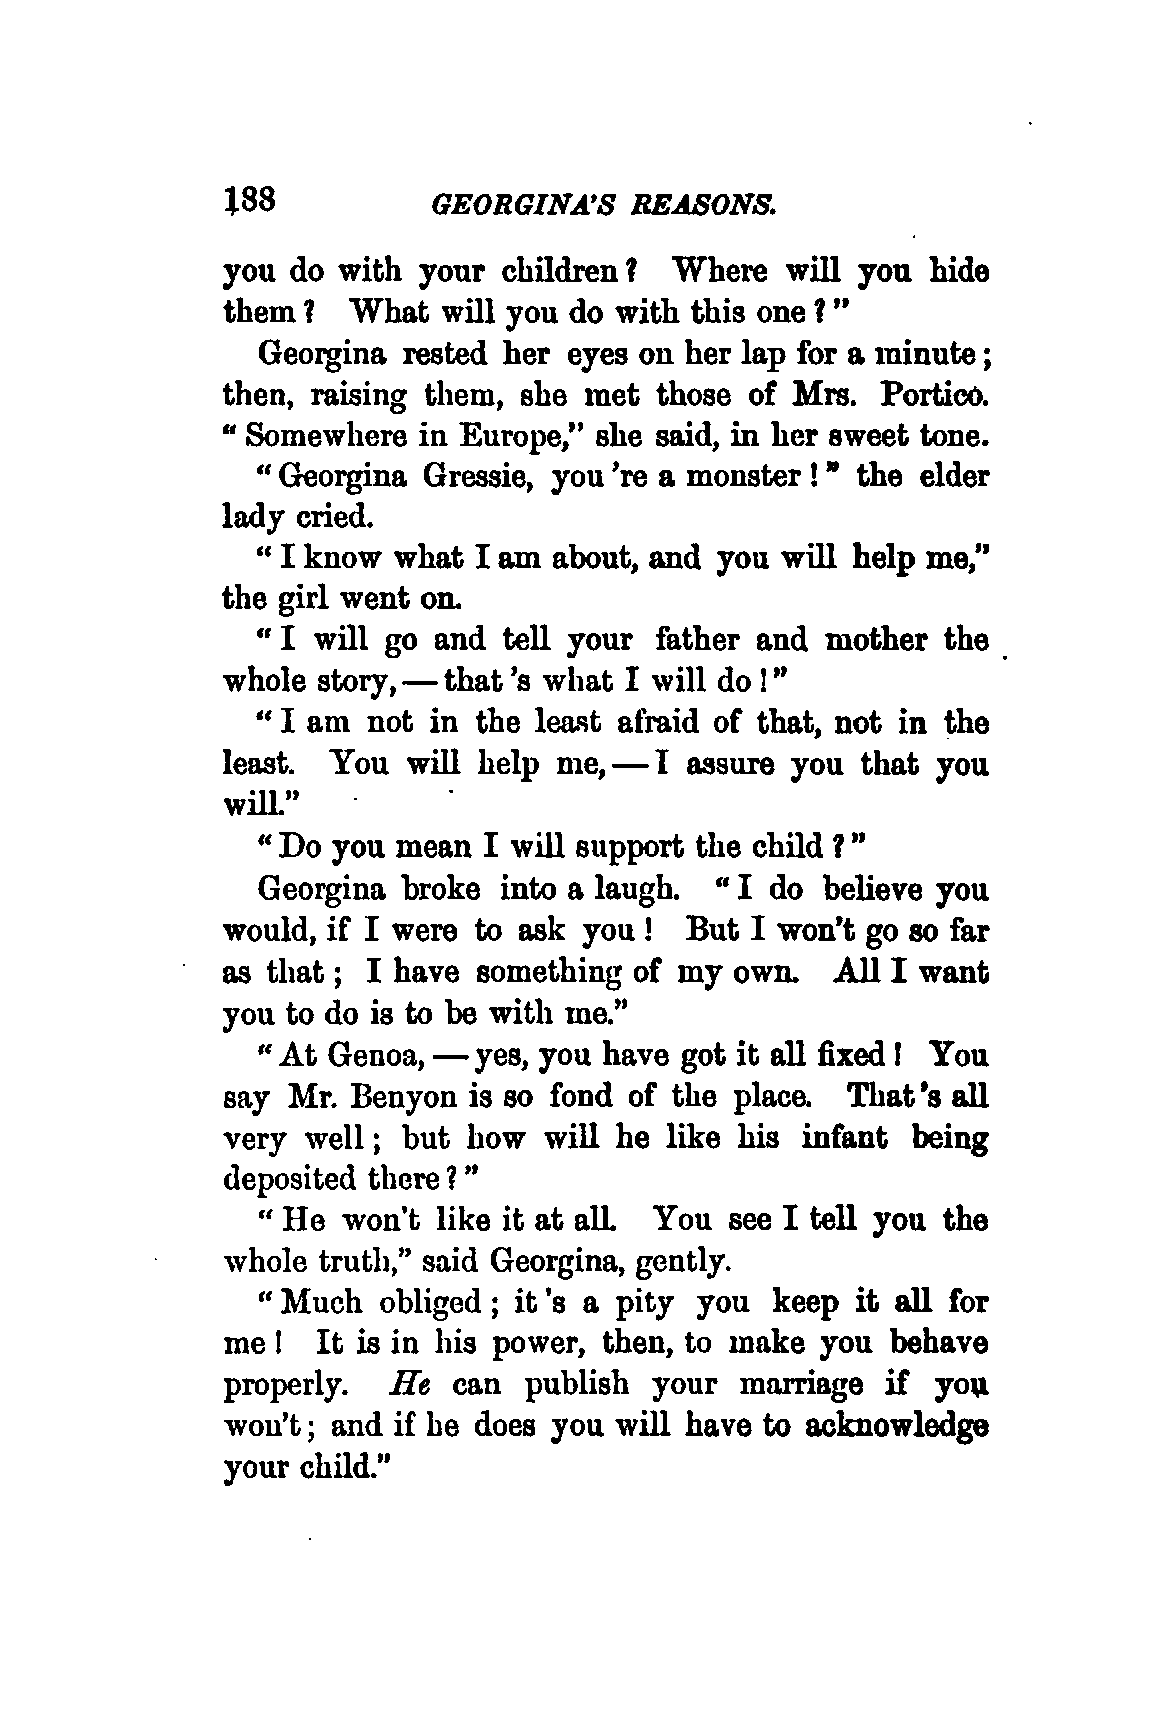 188 GEORGINA'S REASONS.
you do with your children? Where will you hide
them? What will you do with this one?"
Georgina rested her eyes on her lap for a minute;
then, raising them, she met those of Mrs. Portico.
"Somewhere in Europe," she said, in her sweet tone.
"Georgina Gressie, you're a monster!" the elder
lady cried.
"I know what I am about, and you will help me,"
the girl went on.
"I will go and tell your father and mother the
whole story,—that's what I will do!"
"I am not in the least afraid of that, not in the
least. You will help me,—I assure you that you
will."
"Do you mean I will support the child?"
Georgina broke into a laugh. "I do believe you
would, if I were to ask you! But I won't go so far
as that; I have something of my own. All I want
you to do is to be with me."
"At Genoa,—yes, you have got it all fixed! You
say Mr. Benyon is so fond of the place. That's all
very well; but how will he like his infant being
deposited there?"
"He won't like it at all. You see I tell you the
whole truth," said Georgina, gently.
"Much obliged; it's a pity you keep it all for
me! It is in his power, then, to make you behave
properly. He can publish your marriage if you
won't; and if he does you will have to acknowledge
your child."